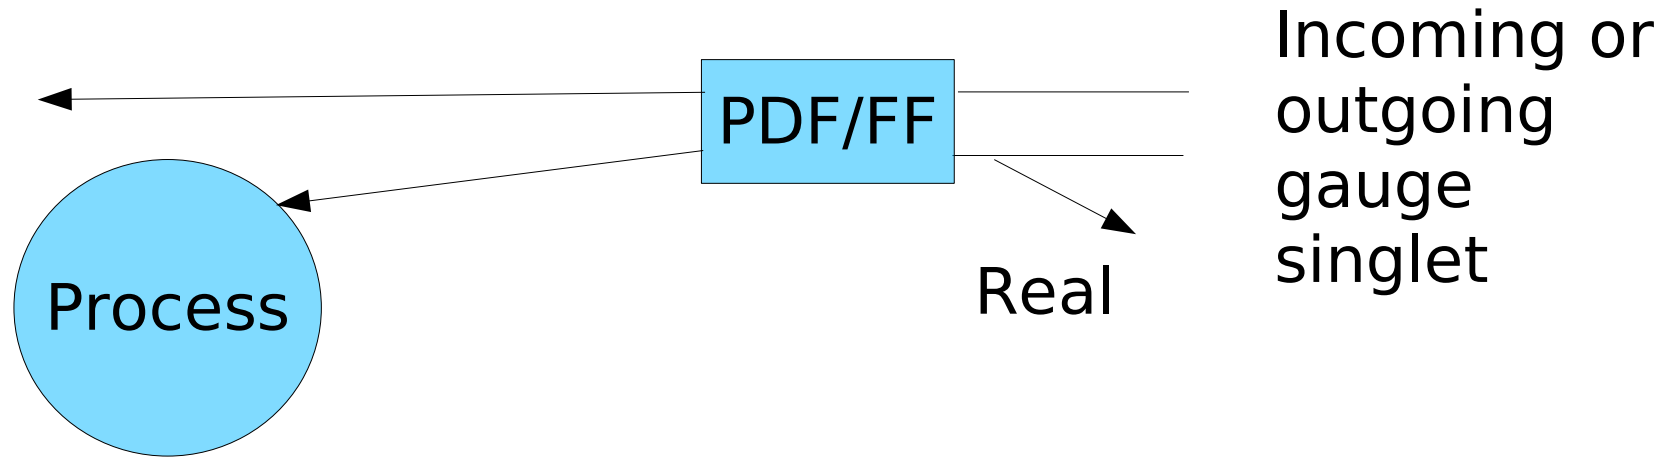 Incoming or
outgoing
gauge
singlet
PDF/FF
Real
Process